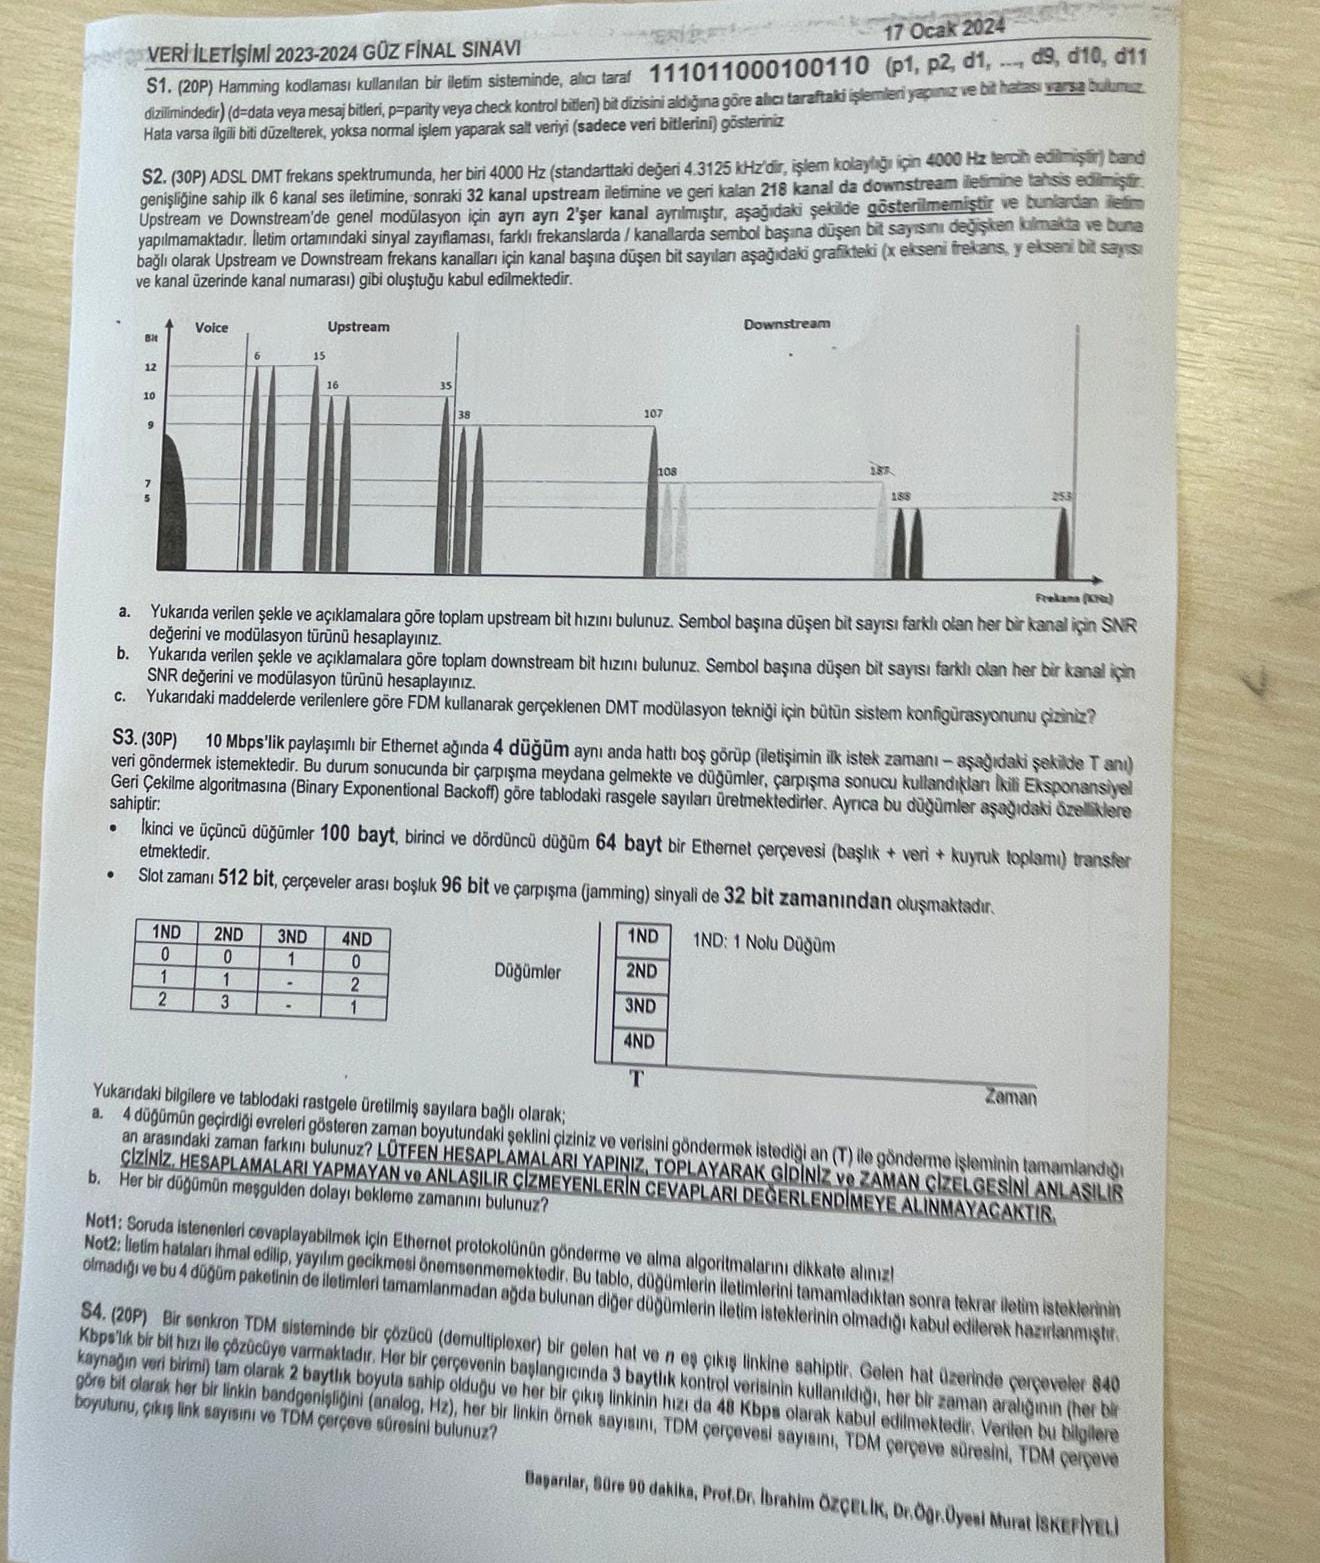 VERİ İLETİŞİMİ 2023-2024 GÜZ FİNAL SINAVI
17 Ocak 2024
S1. (20P) Hamming kodlaması kullanılan bir iletim sisteminde, alıcı taraf 111011000100110 (p1, p2, d1, ..., d9, d10, d11
dizilimindedir) (d=data veya mesaj bitleri, p=parity veya check kontrol bitleri) bit dizisini aldığına göre alıcı taraftaki işlemleri yapınız ve bit hatası varsa bulunuz.
Hata varsa ilgili biti düzelterek, yoksa normal işlem yaparak salt veriyi (sadece veri bitlerini) gösteriniz
S2. (30P) ADSL DMT frekans spektrumunda, her biri 4000 Hz (standarttaki değeri 4.3125 kHz'dir, işlem kolaylığı için 4000 Hz tercih edilmiştir) band
genişliğine sahip ilk 6 kanal ses iletimine, sonraki 32 kanal upstream iletimine ve geri kalan 218 kanal da downstream iletimine tahsis edilmiştir.
Upstream ve Downstream'de genel modülasyon için ayrı ayrı 2'şer kanal ayrılmıştır, aşağıdaki şekilde gösterilmemiştir ve bunlardan iletim
yapılmamaktadır. İletim ortamındaki sinyal zayıflaması, farklı frekanslarda / kanallarda sembol başına düşen bit sayısını değişken kılmakta ve buna
bağlı olarak Upstream ve Downstream frekans kanalları için kanal başına düşen bit sayıları aşağıdaki grafikteki (x ekseni frekans, y ekseni bit sayısı
ve kanal üzerinde kanal numarası) gibi oluştuğu kabul edilmektedir.
Voice Upstream Downstream
Bit
6 15
12
16 35
10
38 107
9
108 187
7
188 253
5
Frekans (KHz)
a. Yukarıda verilen şekle ve açıklamalara göre toplam upstream bit hızını bulunuz. Sembol başına düşen bit sayısı farklı olan her bir kanal için SNR
değerini ve modülasyon türünü hesaplayınız.
b. Yukarıda verilen şekle ve açıklamalara göre toplam downstream bit hızını bulunuz. Sembol başına düşen bit sayısı farklı olan her bir kanal için
SNR değerini ve modülasyon türünü hesaplayınız.
c. Yukarıdaki maddelerde verilenlere göre FDM kullanarak gerçeklenen DMT modülasyon tekniği için bütün sistem konfigürasyonunu çiziniz?
S3. (30P) 10 Mbps'lik paylaşımlı bir Ethernet ağında 4 düğüm aynı anda hattı boş görüp (iletişimin ilk istek zamanı – aşağıdaki şekilde T anı)
veri göndermek istemektedir. Bu durum sonucunda bir çarpışma meydana gelmekte ve düğümler, çarpışma sonucu kullandıkları İkili Eksponansiyel
Geri Çekilme algoritmasına (Binary Exponentional Backoff) göre tablodaki rasgele sayıları üretmektedirler. Ayrıca bu düğümler aşağıdaki özelliklere
sahiptir:
• İkinci ve üçüncü düğümler 100 bayt, birinci ve dördüncü düğüm 64 bayt bir Ethernet çerçevesi (başlık + veri + kuyruk toplamı) transfer
etmektedir.
• Slot zamanı 512 bit, çerçeveler arası boşluk 96 bit ve çarpışma (jamming) sinyali de 32 bit zamanından oluşmaktadır.
1ND 2ND 3ND 4ND
0 0 1 0
1 1 - 2
2 3 - 1
Düğümler
1ND
2ND
3ND
4ND
1ND: 1 Nolu Düğüm
T
Zaman
Yukarıdaki bilgilere ve tablodaki rastgele üretilmiş sayılara bağlı olarak;
a. 4 düğümün geçirdiği evreleri gösteren zaman boyutundaki şeklini çiziniz ve verisini göndermek istediği an (T) ile gönderme işleminin tamamlandığı
an arasındaki zaman farkını bulunuz? LÜTFEN HESAPLAMALARI YAPINIZ, TOPLAYARAK GİDİNİZ ve ZAMAN ÇİZELGESİNİ ANLAŞILIR
ÇİZİNİZ. HESAPLAMALARI YAPMAYAN ve ANLAŞILIR ÇİZMEYENLERİN CEVAPLARI DEĞERLENDİMEYE ALINMAYACAKTIR.
b. Her bir düğümün meşgulden dolayı bekleme zamanını bulunuz?
Not1: Soruda istenenleri cevaplayabilmek için Ethernet protokolünün gönderme ve alma algoritmalarını dikkate alınız!
Not2: İletim hataları ihmal edilip, yayılım gecikmesi önemsenmemektedir. Bu tablo, düğümlerin iletimlerini tamamladıktan sonra tekrar iletim isteklerinin
olmadığı ve bu 4 düğüm paketinin de iletimleri tamamlanmadan ağda bulunan diğer düğümlerin iletim isteklerinin olmadığı kabul edilerek hazırlanmıştır.
S4. (20P) Bir senkron TDM sisteminde bir çözücü (demultiplexer) bir gelen hat ve n eş çıkış linkine sahiptir. Gelen hat üzerinde çerçeveler 840
Kbps'lık bir bit hızı ile çözücüye varmaktadır. Her bir çerçevenin başlangıcında 3 baytlık kontrol verisinin kullanıldığı, her bir zaman aralığının (her bir
kaynağın veri birimi) tam olarak 2 baytlık boyuta sahip olduğu ve her bir çıkış linkinin hızı da 48 Kbps olarak kabul edilmektedir. Verilen bu bilgilere
göre bit olarak her bir linkin bandgenişliğini (analog, Hz), her bir linkin örnek sayısını, TDM çerçevesi sayısını, TDM çerçeve süresini, TDM çerçeve
boyutunu, çıkış link sayısını ve TDM çerçeve süresini bulunuz?
Başarılar, Süre 90 dakika, Prof.Dr. İbrahim ÖZÇELİK, Dr.Öğr.Üyesi Murat İSKEFİYELİ